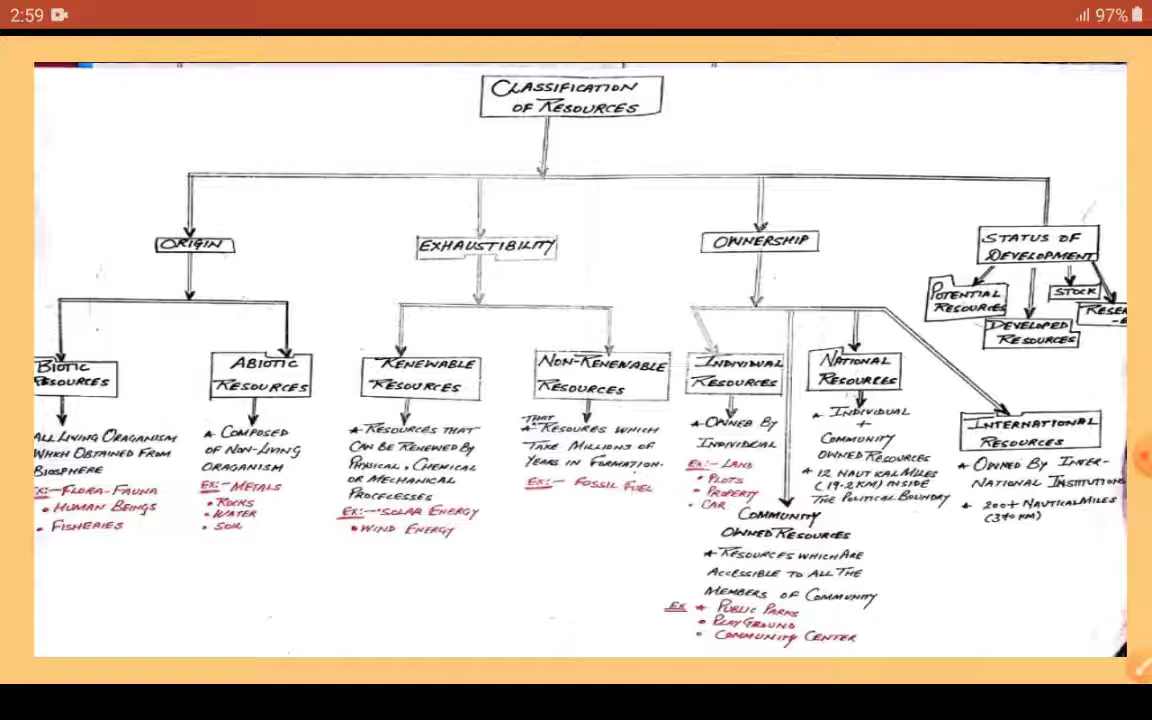 2:59
97%
CLASSIFICATION
OF RESOURCES
ORIGIN
EXHAUSTIBILITY
OWNERSHIP
STATUS OF
DEVELOPMENT
POTENTIAL
RESOURCES
STOCK
DEVELOPED
RESOURCES
BIOTIC
RESOURCES
ALL LIVING ORAGANISM
WHICH OBTAINED FROM
BIOSPHERE
EX:- FLORA-FAUNA
• HUMAN BEINGS
• FISHERIES
ABIOTIC
RESOURCES
★ COMPOSED
OF NON-LIVING
ORAGANISM
EX:- METALS
• ROCKS
• WATER
• SOIL
RENEWABLE
RESOURCES
★ RESOURCES THAT
CAN BE RENEWED BY
PHYSICAL, CHEMICAL
OR MECHANICAL
PROCELESSES
EX:- SOLAR ENERGY
• WIND ENERGY
NON-RENEWABLE
RESOURCES
THAT
★ RESOURES WHICH
TAKE MILLIONS OF
YEARS IN FORMATION.
EX:- FOSSIL FUEL
INDIVIDUAL
RESOURCES
★ OWNED BY
INDIVIDUAL
EX:- LAND
• PLOTS
• PROPERTY
• CAR
COMMUNITY
OWNED RESOURCES
★ RESOURCES WHICH ARE
ACCESSIBLE TO ALL THE
MEMBERS OF COMMUNITY
EX ★ PUBLIC PARKS
• PLAY GROUND
• COMMUNITY CENTER
NATIONAL
RESOURCES
★ INDIVIDUAL
+
COMMUNITY
OWNED RESOURCES
★ 12 NAUTICAL MILES
(19.2 KM) INSIDE
THE POLITICAL BOUNDARY
INTERNATIONAL
RESOURCES
★ OWNED BY INTER-
NATIONAL INSTITUTIONS
★ 200+ NAUTICAL MILES